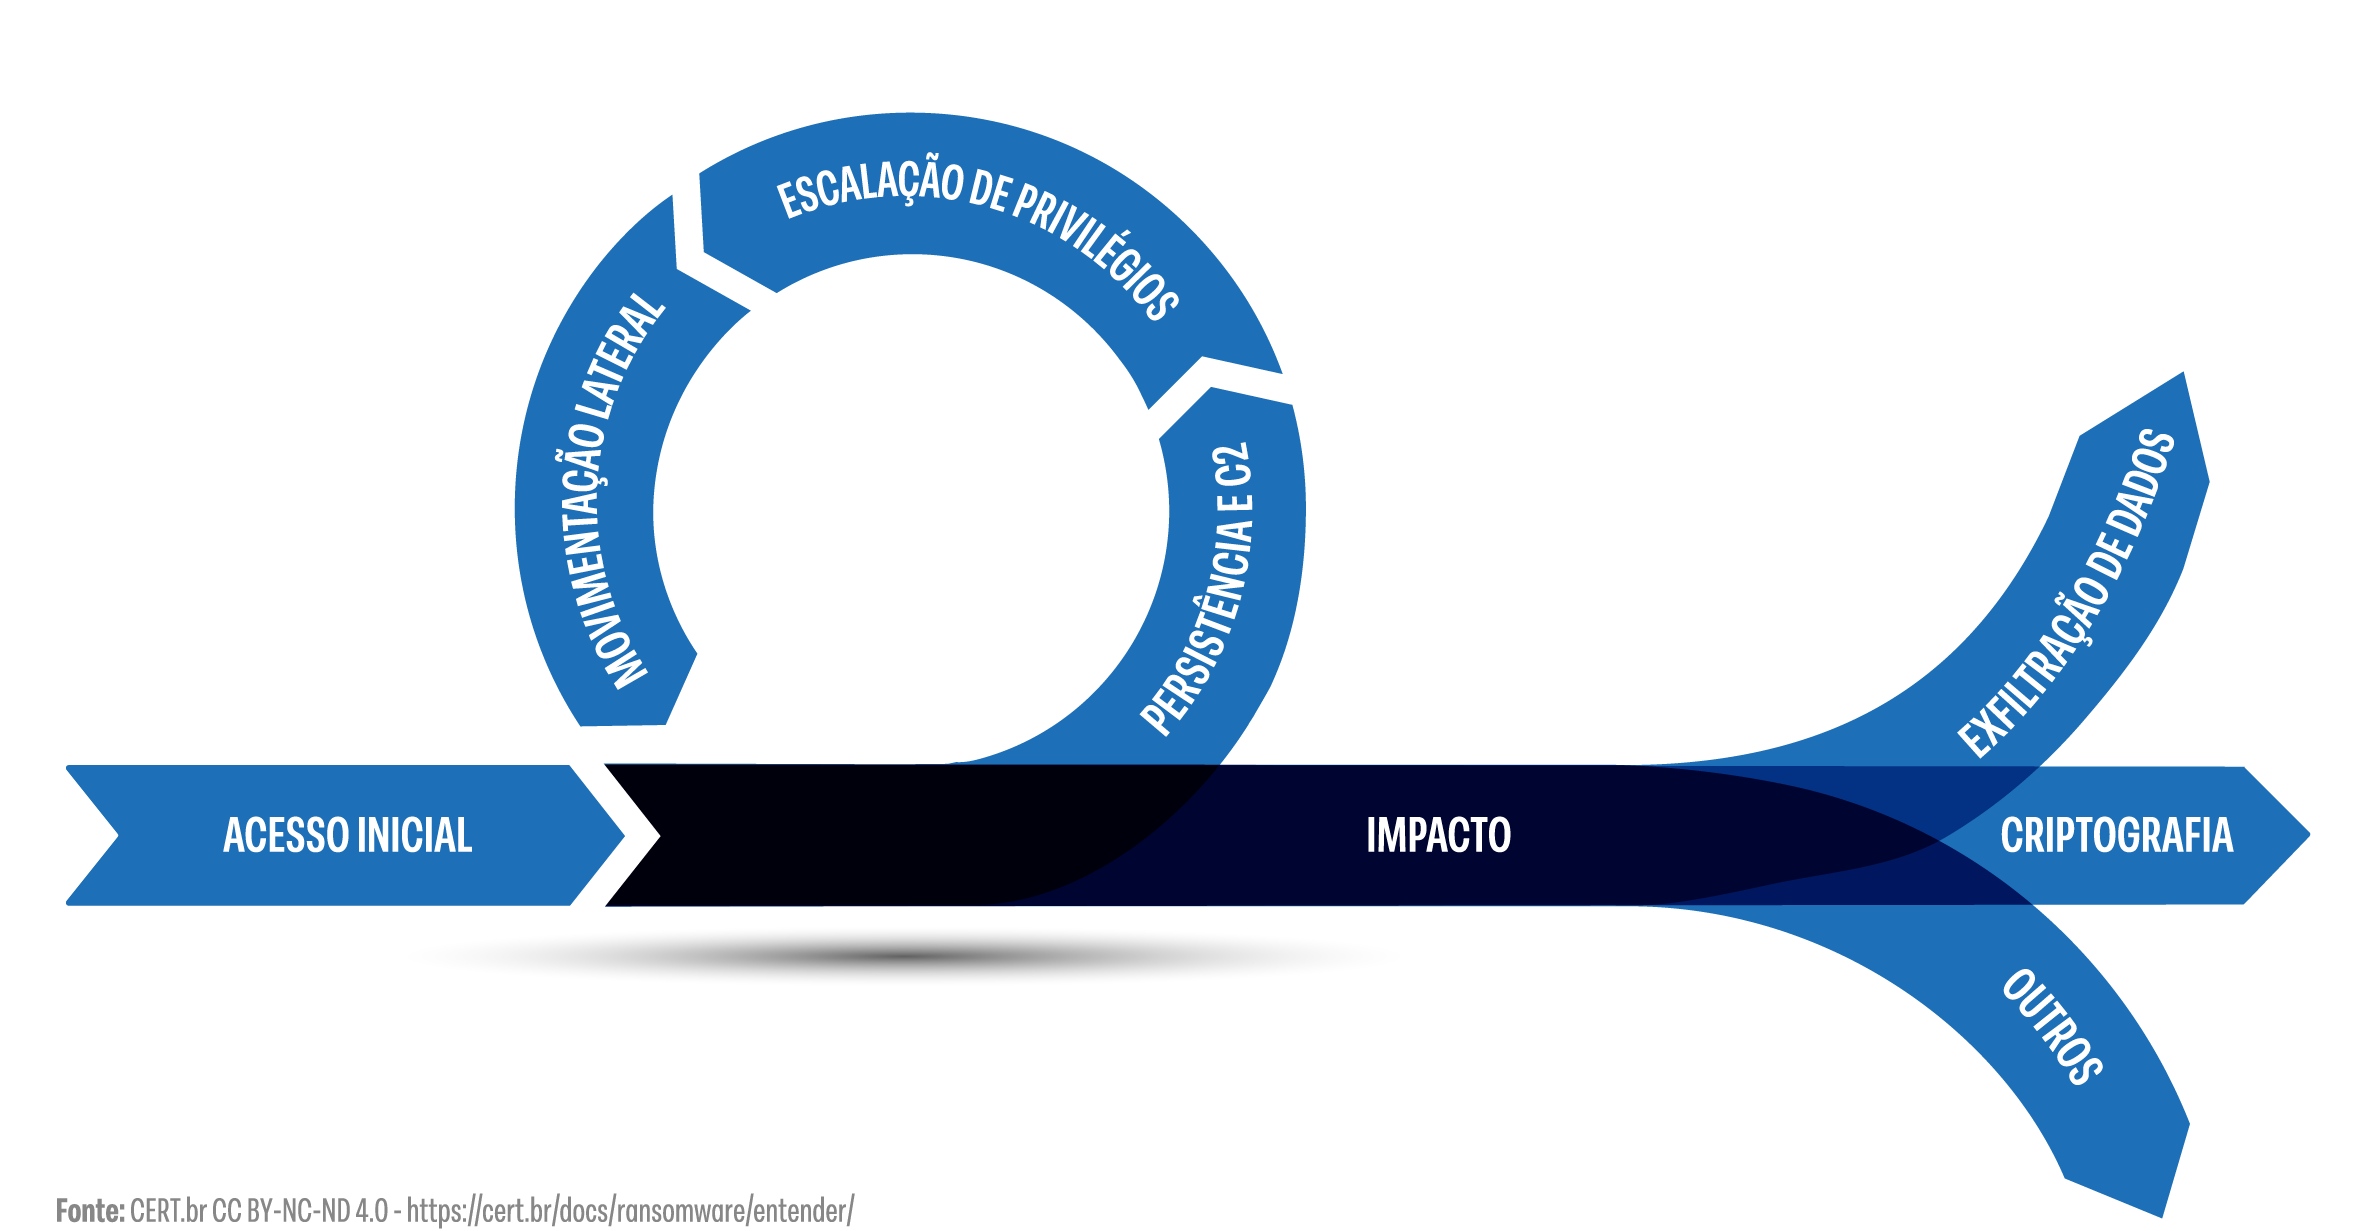 ACESSO INICIAL
PERSISTÊNCIA E C2
ESCALAÇÃO DE PRIVILÉGIOS
MOVIMENTAÇÃO LATERAL
IMPACTO
EXFILTRAÇÃO DE DADOS
CRIPTOGRAFIA
OUTROS
Fonte: CERT.br CC BY-NC-ND 4.0 - https://cert.br/docs/ransomware/entender/